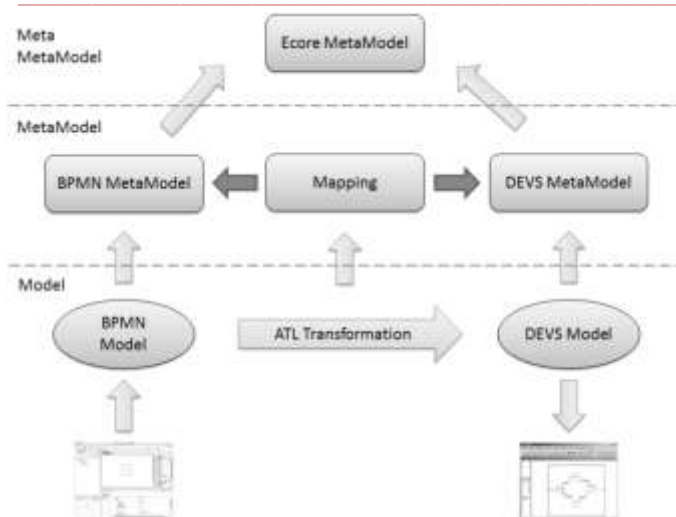 Meta
MetaModel
Ecore MetaModel
MetaModel
BPMN MetaModel
Mapping
DEVS MetaModel
Model
BPMN
Model
ATL Transformation
DEVS Model